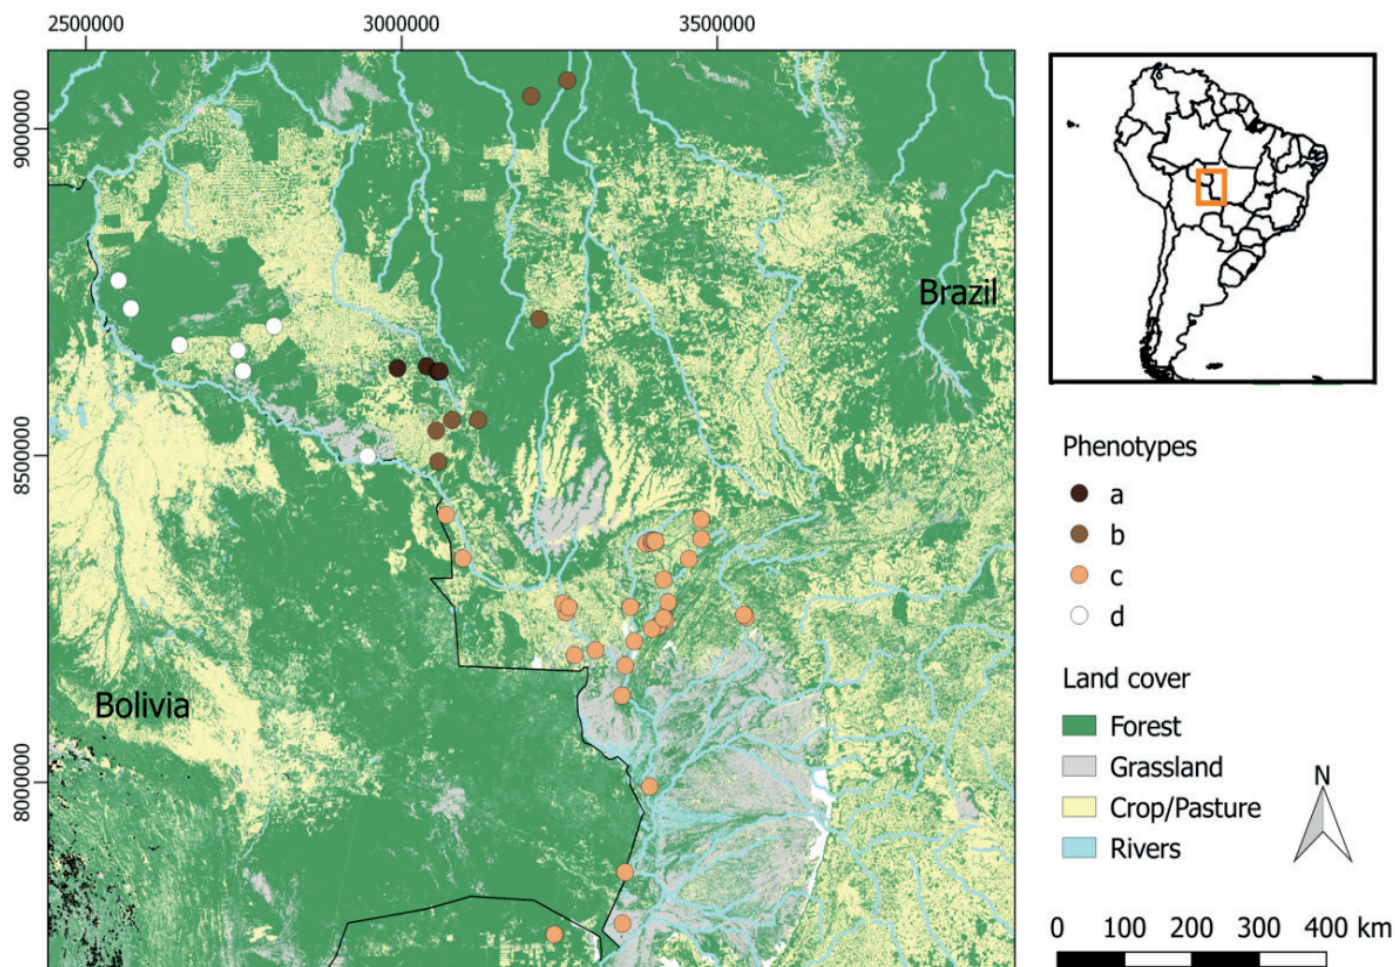 2500000 3000000 3500000
9000000
8500000
8000000
Brazil
Bolivia
Phenotypes
a
b
c
d
Land cover
Forest
Grassland
Crop/Pasture
Rivers
N
0 100 200 300 400 km